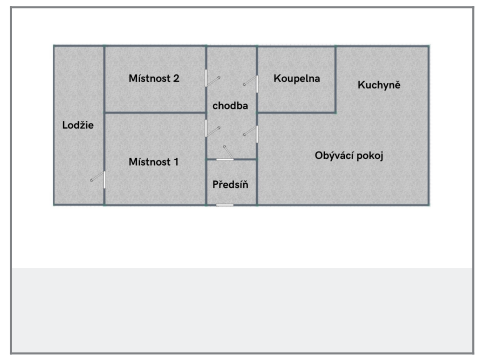 Místnost 2
Koupelna
Kuchyně
chodba
Lodžie
Místnost 1
Obývácí pokoj
Předsíň